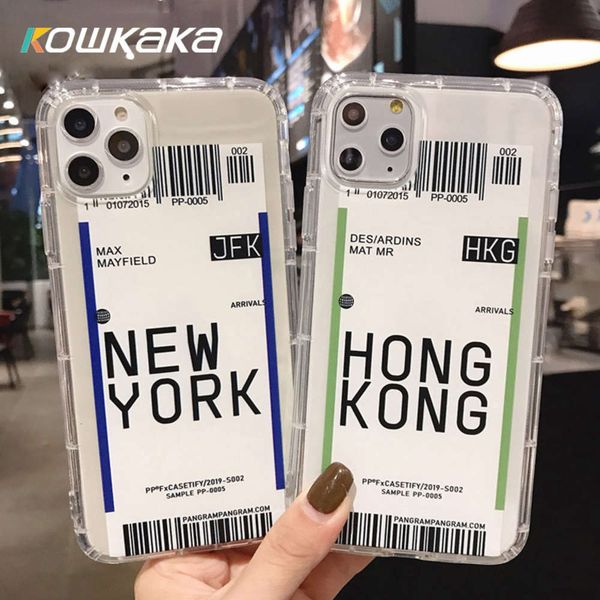 KOWKAKA
002
1 01072015 PP-0005
MAX
MAYFIELD
JFK
ARRIVALS
NEW
YORK
PP®FxCASETIFY/2019-S002
SAMPLE PP-0005
PANGRAMPANGRAM.COM
002
1 01072015 PP-0005
DES/ARDINS
MAT MR
HKG
ARRIVALS
HONG
KONG
PP®FxCASETIFY/2019-S002
SAMPLE PP-0005
PANGRAMPANGRAM.COM